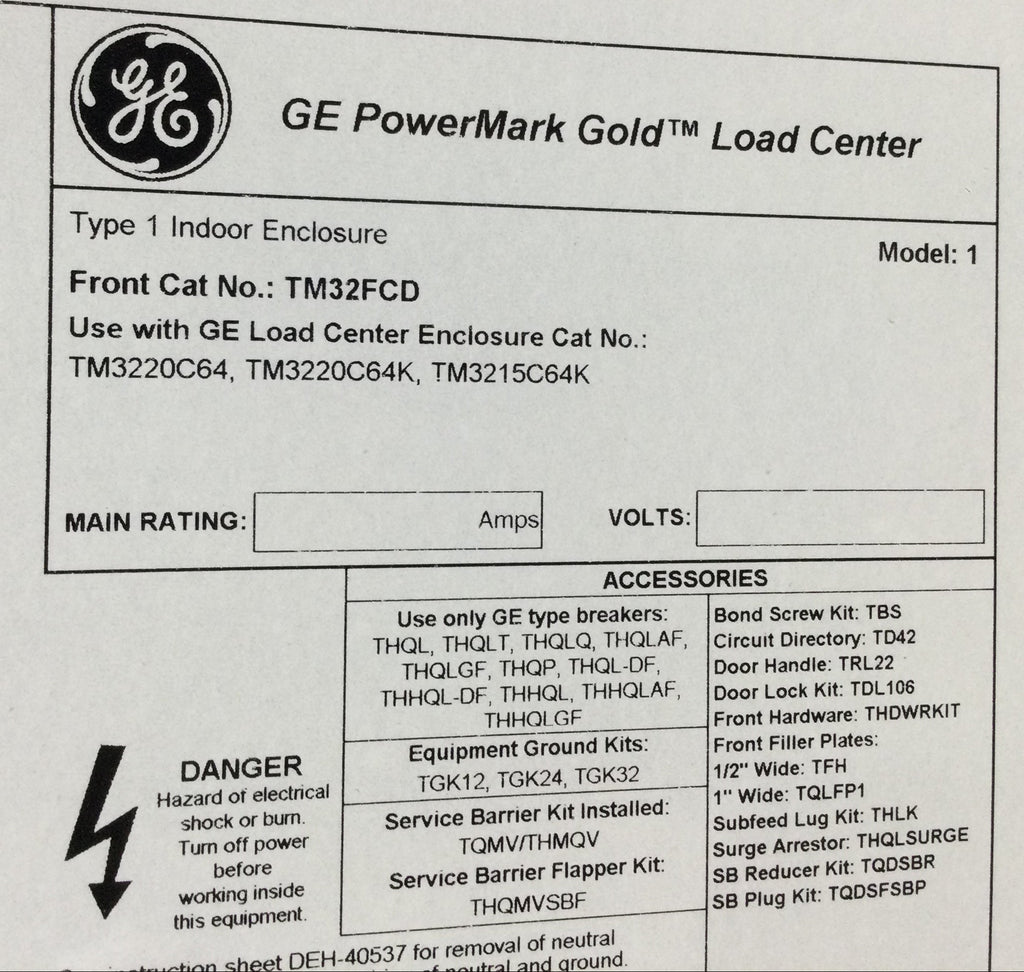 GE
GE PowerMark Gold™ Load Center
Type 1 Indoor Enclosure
Model: 1
Front Cat No.: TM32FCD
Use with GE Load Center Enclosure Cat No.:
TM3220C64, TM3220C64K, TM3215C64K
MAIN RATING: Amps VOLTS:
ACCESSORIES
Use only GE type breakers:
THQL, THQLT, THQLQ, THQLAF,
THQLGF, THQP, THQL-DF,
THHQL-DF, THHQL, THHQLAF,
THHQLGF
Equipment Ground Kits:
TGK12, TGK24, TGK32
Service Barrier Kit Installed:
TQMV/THMQV
Service Barrier Flapper Kit:
THQMVSBF
Bond Screw Kit: TBS
Circuit Directory: TD42
Door Handle: TRL22
Door Lock Kit: TDL106
Front Hardware: THDWRKIT
Front Filler Plates:
1/2" Wide: TFH
1" Wide: TQLFP1
Subfeed Lug Kit: THLK
Surge Arrestor: THQLSURGE
SB Reducer Kit: TQDSBR
SB Plug Kit: TQDSFSBP
DANGER
Hazard of electrical
shock or burn.
Turn off power
before
working inside
this equipment.
sheet DEH-40537 for removal of neutral
of neutral and ground.